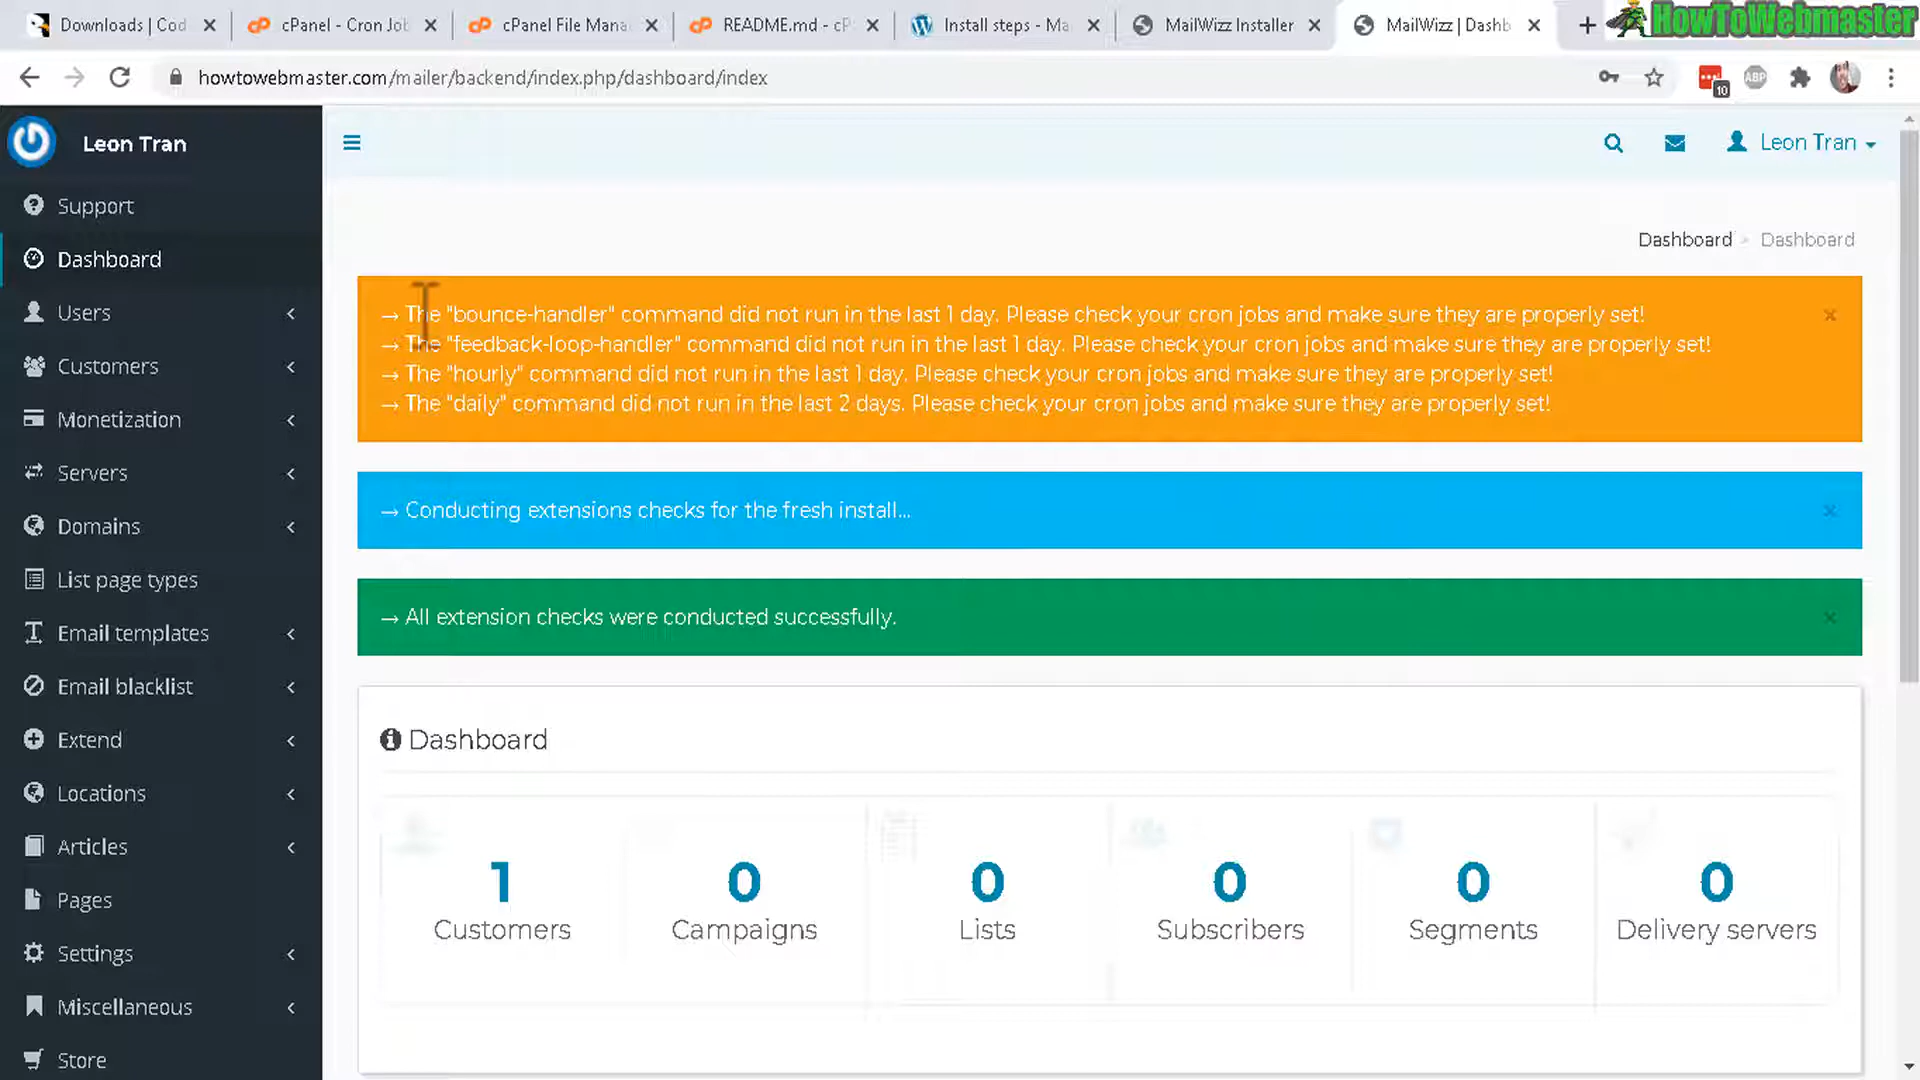 Downloads | Cod
cPanel - Cron Jo
cPanel File Mana
README.md - cP
Install steps - Ma
MailWizz Installer
MailWizz | Dashb
HowToWebmaster
howtowebmaster.com/mailer/backend/index.php/dashboard/index
10
ABP
Leon Tran
Leon Tran
Support
Dashboard
Users
Customers
Monetization
Servers
Domains
List page types
Email templates
Email blacklist
Extend
Locations
Articles
Pages
Settings
Miscellaneous
Store
Dashboard > Dashboard
→ The "bounce-handler" command did not run in the last 1 day. Please check your cron jobs and make sure they are properly set!
→ The "feedback-loop-handler" command did not run in the last 1 day. Please check your cron jobs and make sure they are properly set!
→ The "hourly" command did not run in the last 1 day. Please check your cron jobs and make sure they are properly set!
→ The "daily" command did not run in the last 2 days. Please check your cron jobs and make sure they are properly set!
→ Conducting extensions checks for the fresh install...
→ All extension checks were conducted successfully.
Dashboard
1
Customers
0
Campaigns
0
Lists
0
Subscribers
0
Segments
0
Delivery servers